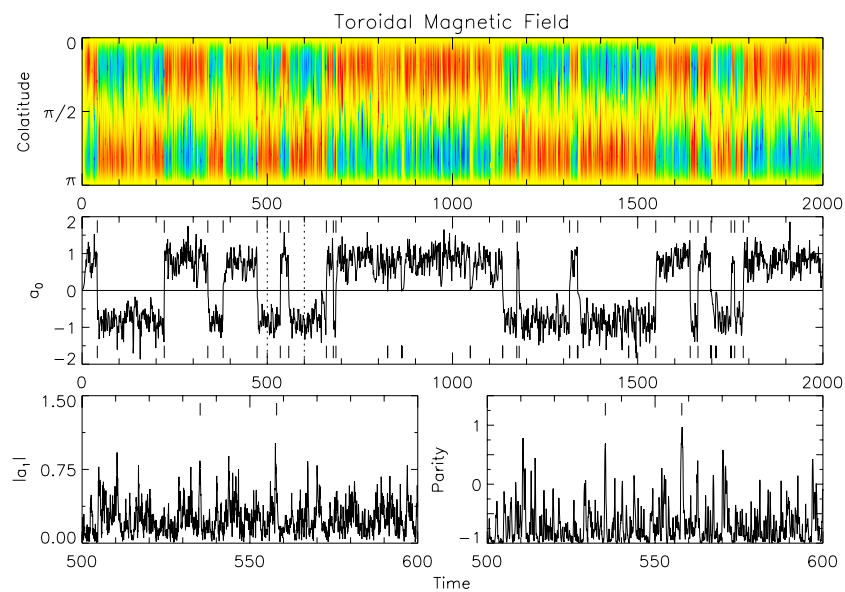 Toroidal Magnetic Field
0
π/2
π
Colatitude
0 500 1000 1500 2000
2
1
0
−1
−2
a₀
0 500 1000 1500 2000
1.50
0.75
0.00
|a₁|
500 550 600
1
0
−1
Parity
500 550 600
Time